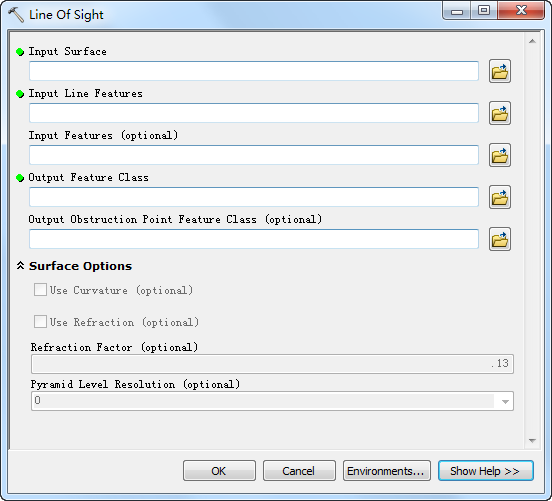 Line Of Sight
Input Surface
Input Line Features
Input Features (optional)
Output Feature Class
Output Obstruction Point Feature Class (optional)
Surface Options
Use Curvature (optional)
Use Refraction (optional)
Refraction Factor (optional)
.13
Pyramid Level Resolution (optional)
0
OK Cancel Environments... Show Help >>